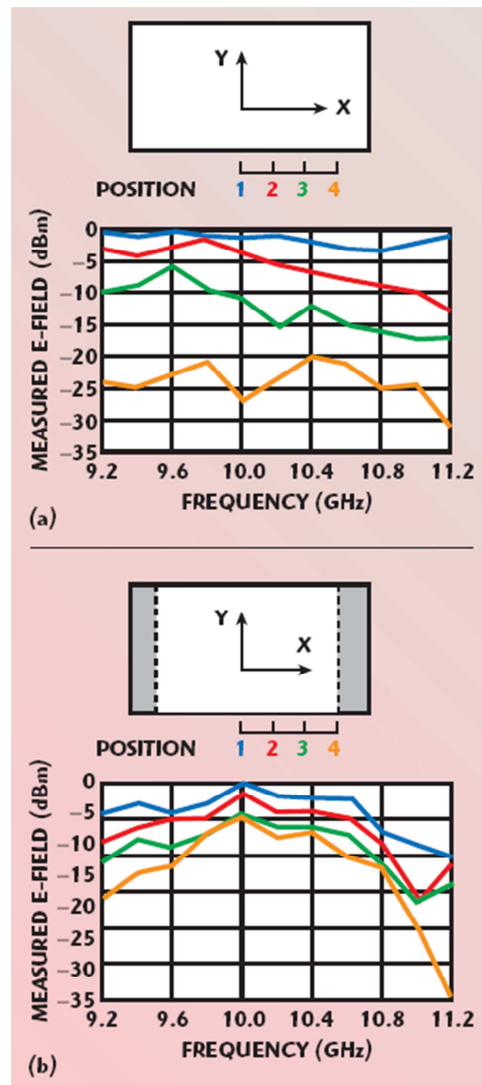 Y
X
POSITION 1 2 3 4
MEASURED E-FIELD (dBm)
0
–5
–10
–15
–20
–25
–30
–35
9.2 9.6 10.0 10.4 10.8 11.2
FREQUENCY (GHz)
(a)
Y
X
POSITION 1 2 3 4
MEASURED E-FIELD (dBm)
0
–5
–10
–15
–20
–25
–30
–35
9.2 9.6 10.0 10.4 10.8 11.2
FREQUENCY (GHz)
(b)